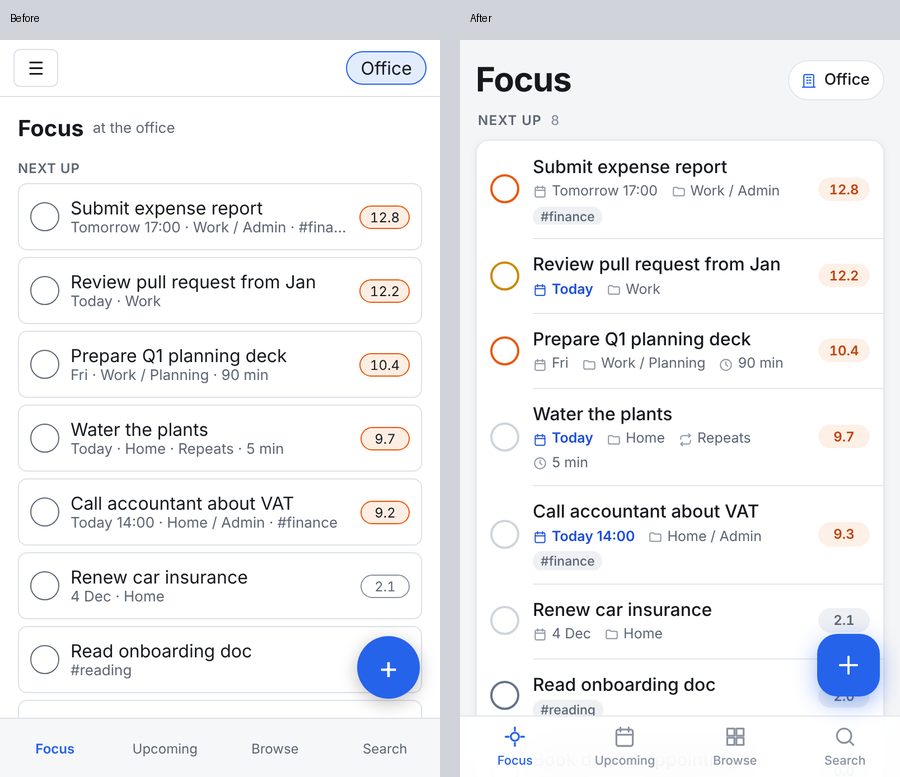 Before
☰ Office
Focus at the office
NEXT UP
Submit expense report
Tomorrow 17:00 · Work / Admin · #fina...
12.8
Review pull request from Jan
Today · Work
12.2
Prepare Q1 planning deck
Fri · Work / Planning · 90 min
10.4
Water the plants
Today · Home · Repeats · 5 min
9.7
Call accountant about VAT
Today 14:00 · Home / Admin · #finance
9.2
Renew car insurance
4 Dec · Home
2.1
Read onboarding doc
#reading
+
Focus Upcoming Browse Search
After
Focus
Office
NEXT UP 8
Submit expense report
Tomorrow 17:00 Work / Admin
#finance
12.8
Review pull request from Jan
Today Work
12.2
Prepare Q1 planning deck
Fri Work / Planning 90 min
10.4
Water the plants
Today Home Repeats
5 min
9.7
Call accountant about VAT
Today 14:00 Home / Admin
#finance
9.3
Renew car insurance
4 Dec Home
2.1
Read onboarding doc
#reading
2.0
+
Focus Upcoming Browse Search